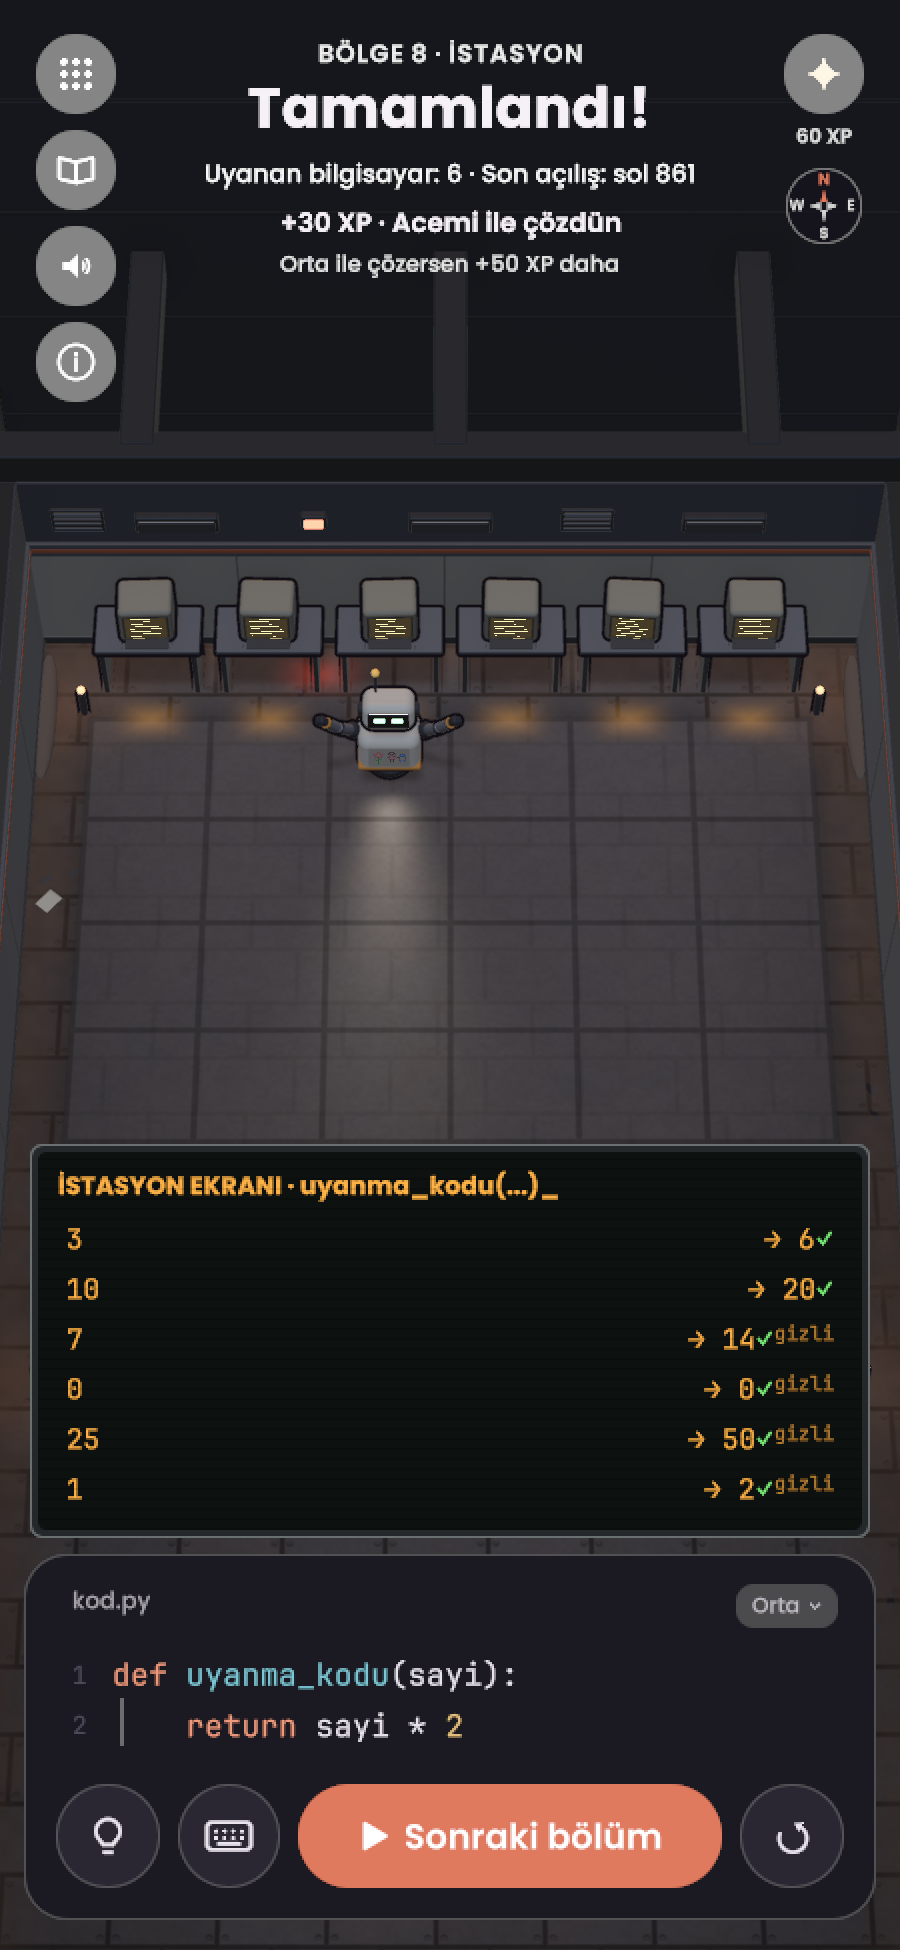 BÖLGE 8 · İSTASYON
Tamamlandı!
Uyanan bilgisayar: 6 · Son açılış: sol 861
+30 XP · Acemi ile çözdün
Orta ile çözersen +50 XP daha
60 XP
N
W E
S
İSTASYON EKRANI · uyanma_kodu(...)_
3 → 6✓
10 → 20✓
7 → 14✓gizli
0 → 0✓gizli
25 → 50✓gizli
1 → 2✓gizli
kod.py
Orta
1 def uyanma_kodu(sayi):
2 return sayi * 2
Sonraki bölüm